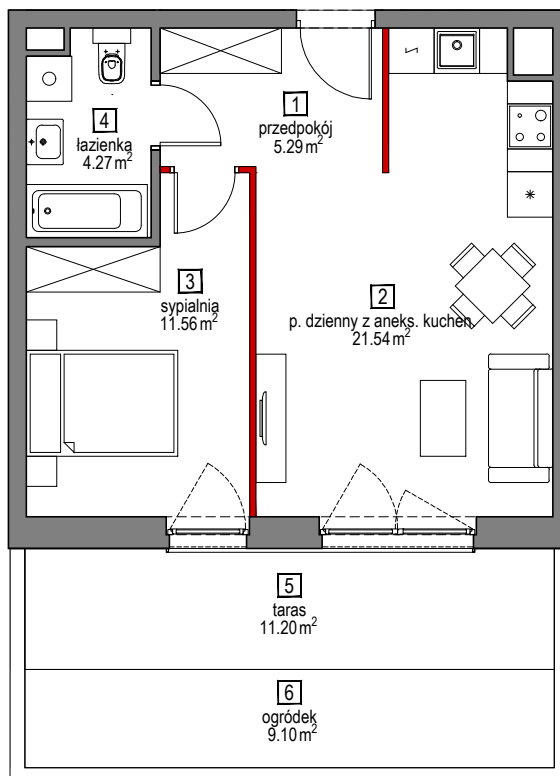 1
przedpokój
5.29 m²
4
łazienka
4.27 m²
3
sypialnia
11.56 m²
2
p. dzienny z aneks. kuchen
21.54 m²
5
taras
11.20 m²
6
ogródek
9.10 m²